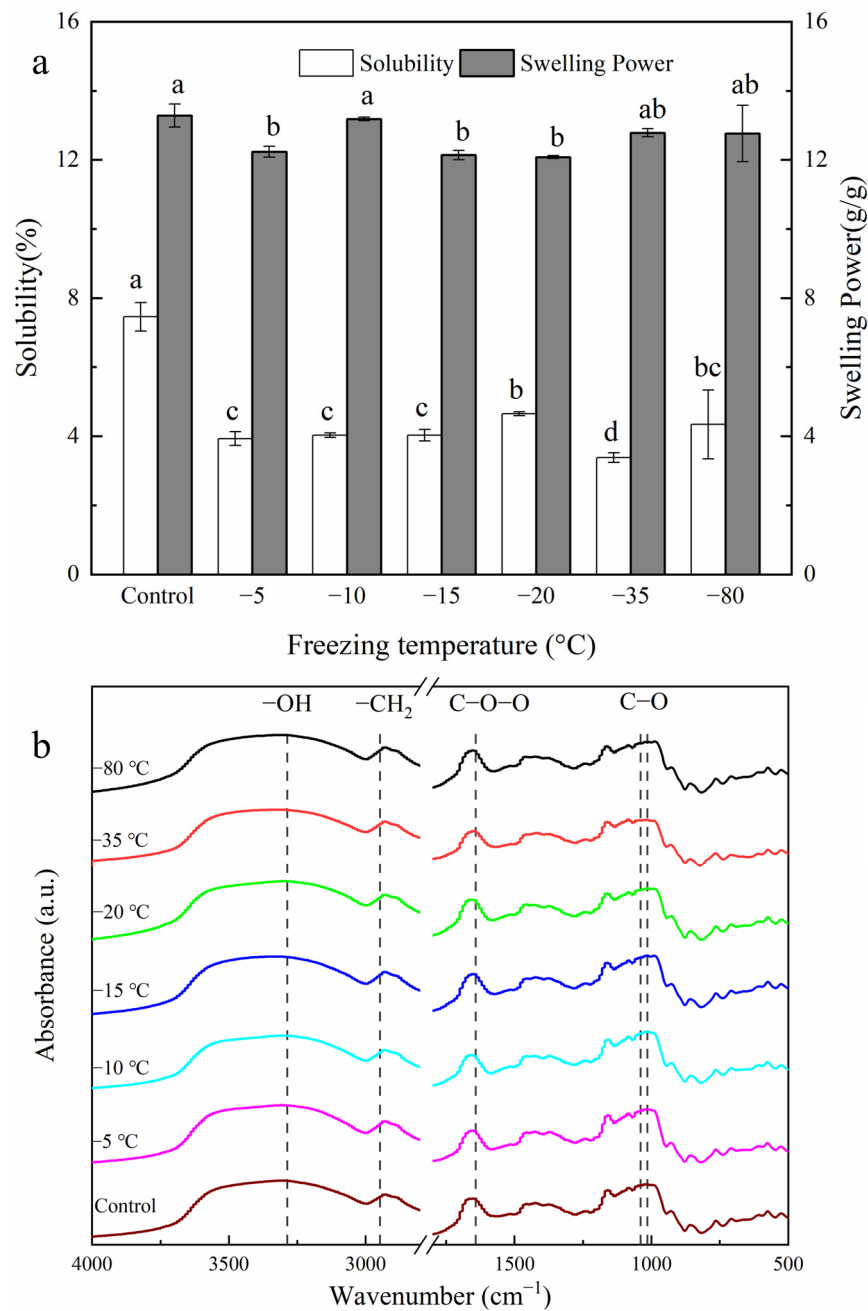 16
16
a
Solubility
Swelling Power
a
b
a
b
b
ab
ab
12
12
Solubility(%)
Swelling Power(g/g)
a
8
8
c
c
c
b
d
bc
4
4
0
0
Control
−5
−10
−15
−20
−35
−80
Freezing temperature (°C)
b
−OH
−CH2
C−O−O
C−O
−80 ℃
−35 ℃
−20 ℃
−15 ℃
−10 ℃
−5 ℃
Control
Absorbance (a.u.)
4000
3500
3000
1500
1000
500
Wavenumber (cm−1)